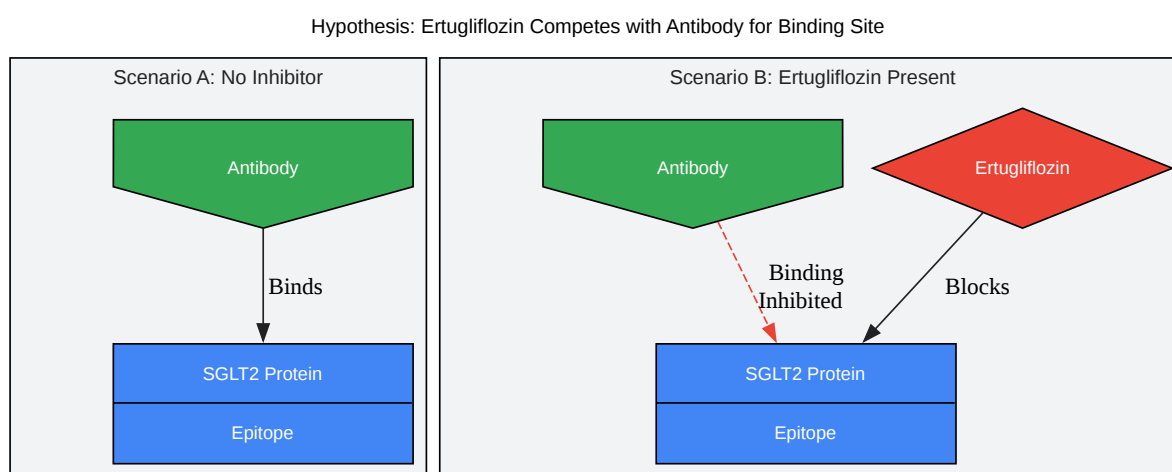 Hypothesis: Ertugliflozin Competes with Antibody for Binding Site
Scenario A: No Inhibitor
Antibody
Binds
SGLT2 Protein
Epitope
Scenario B: Ertugliflozin Present
Antibody
Ertugliflozin
Binding
Inhibited
Blocks
SGLT2 Protein
Epitope